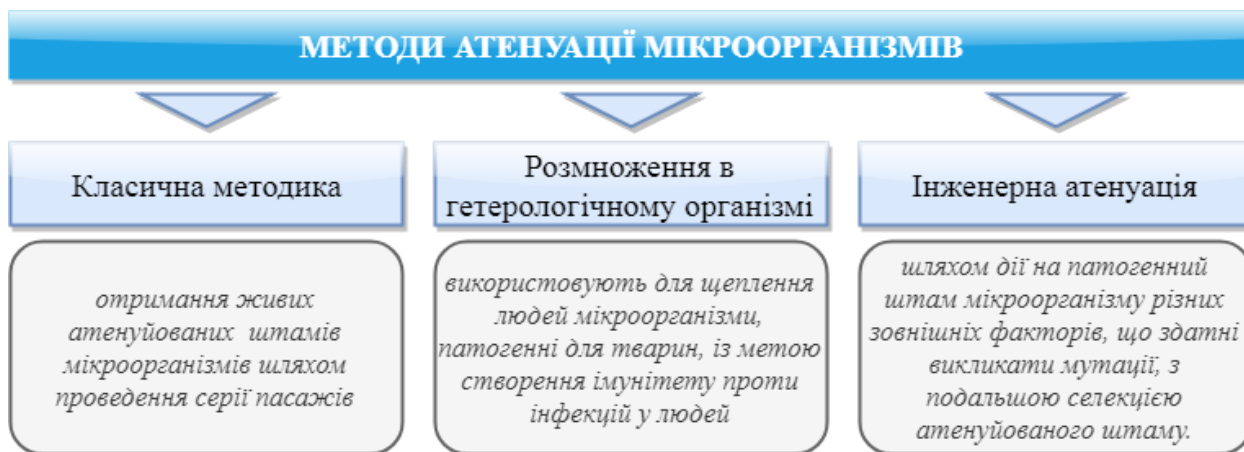 МЕТОДИ АТЕНУАЦІЇ МІКРООРГАНІЗМІВ
Класична методика
отримання живих
атенуйованих штамів
мікроорганізмів шляхом
проведення серії пасажів
Розмноження в
гетерологічному організмі
використовують для щеплення
людей мікроорганізми,
патогенні для тварин, із метою
створення імунітету проти
інфекцій у людей
Інженерна атенуація
шляхом дії на патогенний
штам мікроорганізму різних
зовнішніх факторів, що здатні
викликати мутації, з
подальшою селекцією
атенуйованого штаму.